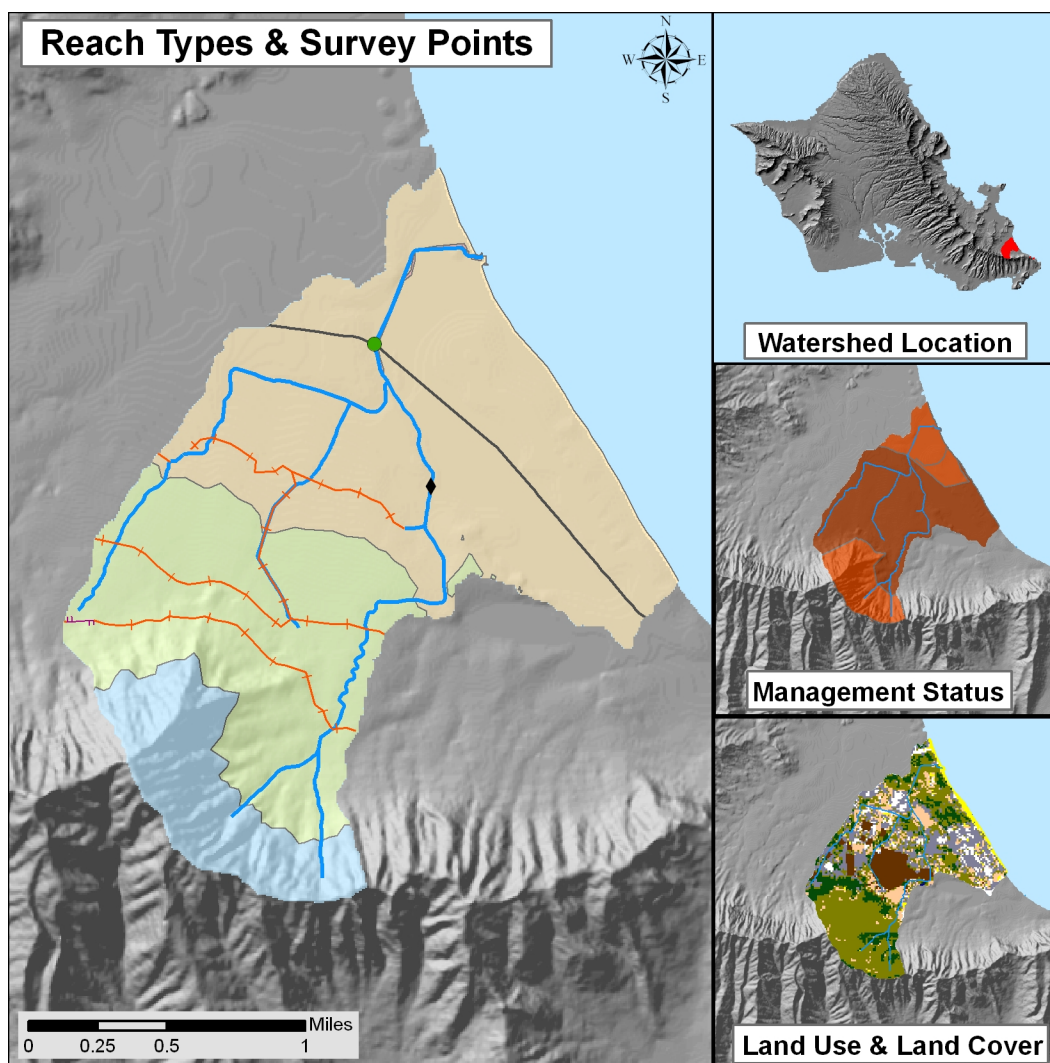 Reach Types & Survey Points
N
W E
S
Watershed Location
Management Status
Land Use & Land Cover
Miles
0 0.25 0.5 1